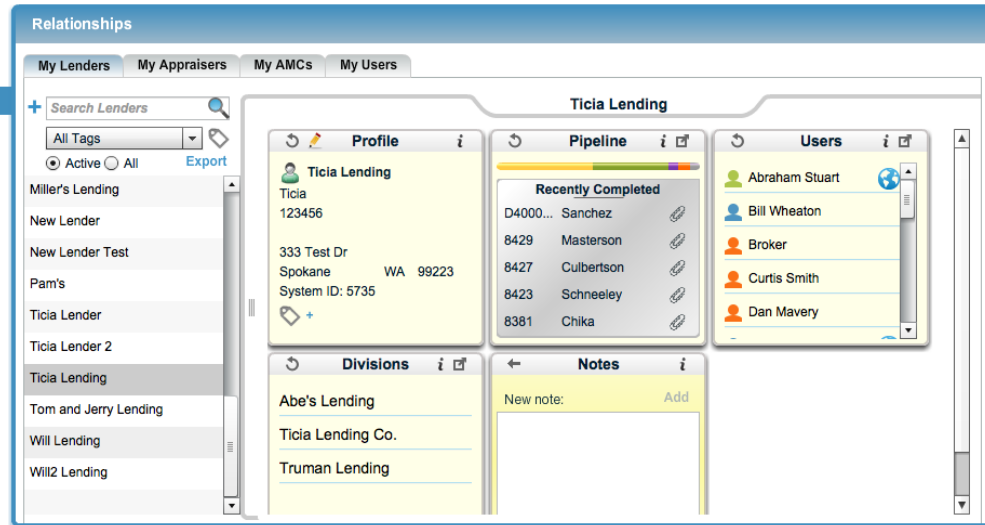 Relationships
My Lenders
My Appraisers
My AMCs
My Users
Search Lenders
All Tags
Active
All
Export
Miller's Lending
New Lender
New Lender Test
Pam's
Ticia Lender
Ticia Lender 2
Ticia Lending
Tom and Jerry Lending
Will Lending
Will2 Lending
Ticia Lending
Profile
i
Ticia Lending
Ticia
123456
333 Test Dr
Spokane WA 99223
System ID: 5735
+
Pipeline
i
Recently Completed
D4000... Sanchez
8429 Masterson
8427 Culbertson
8423 Schneeley
8381 Chika
Users
i
Abraham Stuart
Bill Wheaton
Broker
Curtis Smith
Dan Mavery
Divisions
i
Abe's Lending
Ticia Lending Co.
Truman Lending
Notes
i
New note:
Add